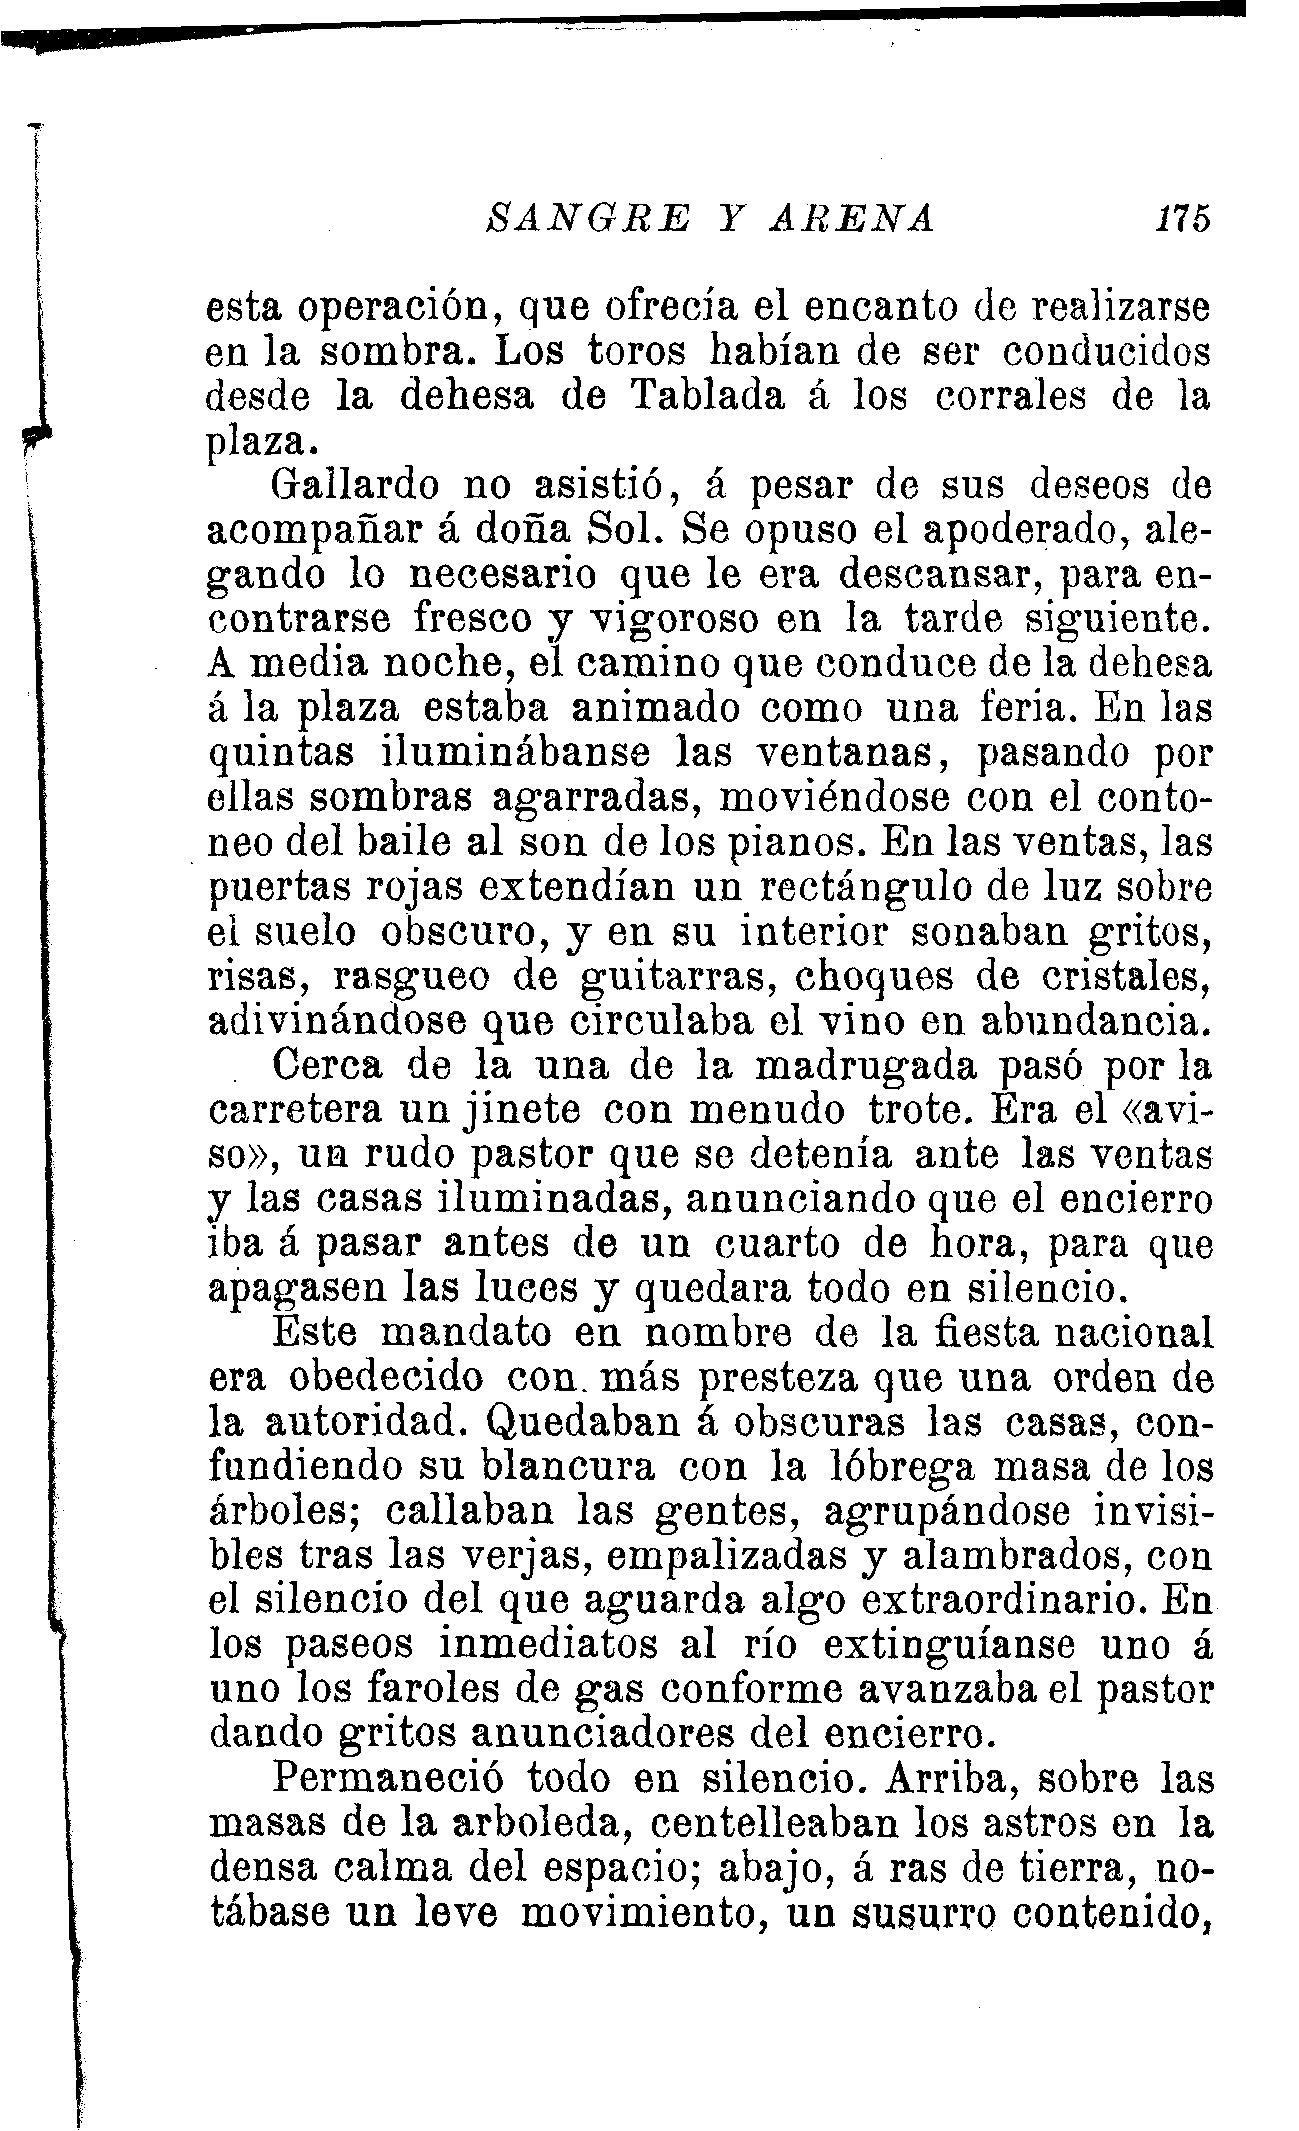 SANGRE Y ARENA 175
esta operación, que ofrecía el encanto de realizarse
en la sombra. Los toros habían de ser conducidos
desde la dehesa de Tablada á los corrales de la
plaza.
Gallardo no asistió, á pesar de sus deseos de
acompañar á doña Sol. Se opuso el apoderado, ale-
gando lo necesario que le era descansar, para en-
contrarse fresco y vigoroso en la tarde siguiente.
A media noche, el camino que conduce de la dehesa
á la plaza estaba animado como una feria. En las
quintas iluminábanse las ventanas, pasando por
ellas sombras agarradas, moviéndose con el conto-
neo del baile al son de los pianos. En las ventas, las
puertas rojas extendían un rectángulo de luz sobre
el suelo obscuro, y en su interior sonaban gritos,
risas, rasgueo de guitarras, choques de cristales,
adivinándose que circulaba el vino en abundancia.
Cerca de la una de la madrugada pasó por la
carretera un jinete con menudo trote. Era el «avi-
so», un rudo pastor que se detenía ante las ventas
y las casas iluminadas, anunciando que el encierro
iba á pasar antes de un cuarto de hora, para que
apagasen las luces y quedara todo en silencio.
Este mandato en nombre de la fiesta nacional
era obedecido con más presteza que una orden de
la autoridad. Quedaban á obscuras las casas, con-
fundiendo su blancura con la lóbrega masa de los
árboles; callaban las gentes, agrupándose invisi-
bles tras las verjas, empalizadas y alambrados, con
el silencio del que aguarda algo extraordinario. En
los paseos inmediatos al río extinguíanse uno á
uno los faroles de gas conforme avanzaba el pastor
dando gritos anunciadores del encierro.
Permaneció todo en silencio. Arriba, sobre las
masas de la arboleda, centelleaban los astros en la
densa calma del espacio; abajo, á ras de tierra, no-
tábase un leve movimiento, un susurro contenido,